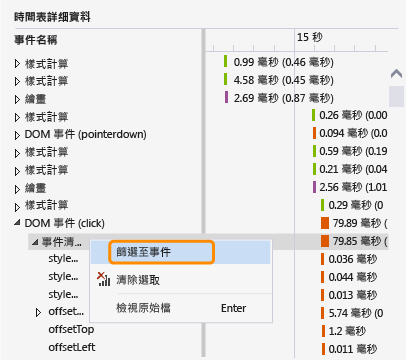 時間表詳細資料
事件名稱
15 秒
樣式計算 0.99 毫秒 (0.46 毫秒)
樣式計算 4.58 毫秒 (0.45 毫秒)
繪畫 2.69 毫秒 (0.87 毫秒)
樣式計算 0.26 毫秒 (0.00
DOM 事件 (pointerdown) 0.094 毫秒 (0.0
樣式計算 0.59 毫秒 (0.19
樣式計算 0.21 毫秒 (0.04
繪畫 2.56 毫秒 (1.01
樣式計算 0.29 毫秒 (0
DOM 事件 (click) 79.89 毫秒 (
事件清... 79.85 毫秒 (
篩選至事件
style... 0.036 毫秒
清除選取
style... 0.044 毫秒
style... 0.013 毫秒
檢視原始檔 Enter
offset... 5.74 毫秒 (0
offsetTop 1.2 毫秒
offsetLeft 0.011 毫秒